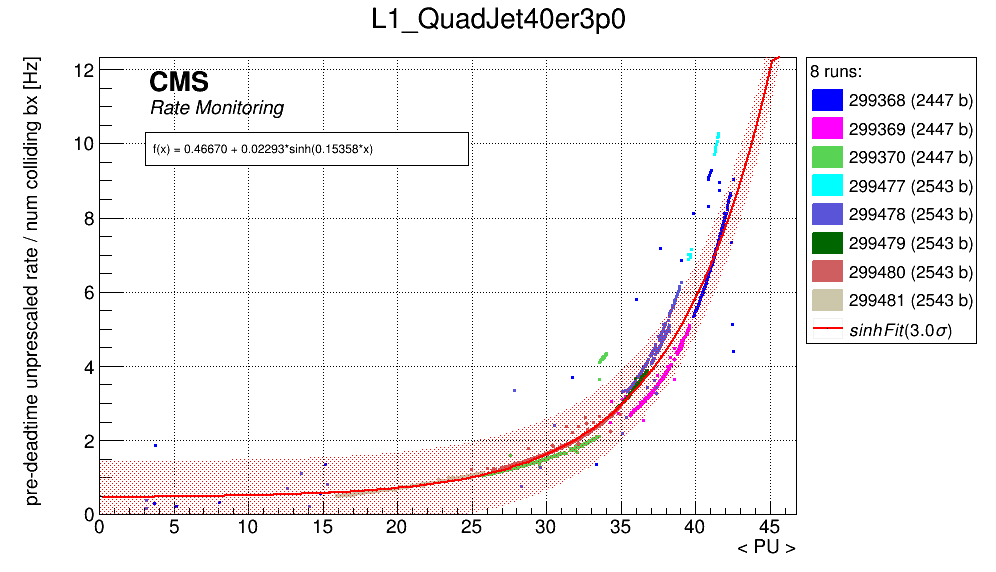 L1_QuadJet40er3p0
pre-deadtime unprescaled rate / num colliding bx [Hz]
12
10
8
6
4
2
0
CMS
Rate Monitoring
f(x) = 0.46670 + 0.02293*sinh(0.15358*x)
0 5 10 15 20 25 30 35 40 45
< PU >
8 runs:
299368 (2447 b)
299369 (2447 b)
299370 (2447 b)
299477 (2543 b)
299478 (2543 b)
299479 (2543 b)
299480 (2543 b)
299481 (2543 b)
sinhFit(3.0σ)